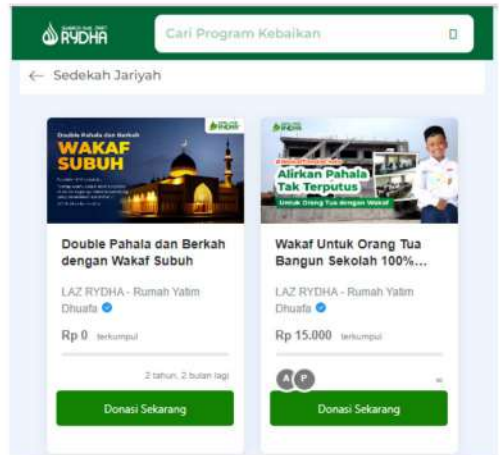 RYDHA
Cari Program Kebaikan
← Sedekah Jariyah
Double Pahala dan Berkah
WAKAF
SUBUH
RYDHA
Alirkan Pahala
Tak Terputus
Untuk Orang Tua dengan Wakaf
Double Pahala dan Berkah
dengan Wakaf Subuh
LAZ RYDHA - Rumah Yatim
Dhuafa
Rp 0 terkumpul
2 tahun, 2 bulan lagi
Donasi Sekarang
Wakaf Untuk Orang Tua
Bangun Sekolah 100%...
LAZ RYDHA - Rumah Yatim
Dhuafa
Rp 15.000 terkumpul
A P
∞
Donasi Sekarang